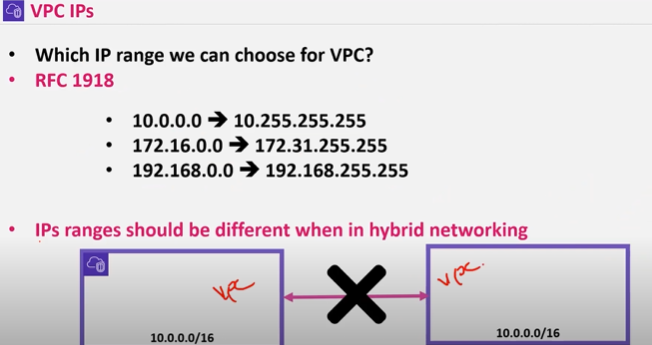 VPC IPs
• Which IP range we can choose for VPC?
• RFC 1918
• 10.0.0.0 ➔ 10.255.255.255
• 172.16.0.0 ➔ 172.31.255.255
• 192.168.0.0 ➔ 192.168.255.255
• IPs ranges should be different when in hybrid networking
vpc
vpc.
10.0.0.0/16
10.0.0.0/16